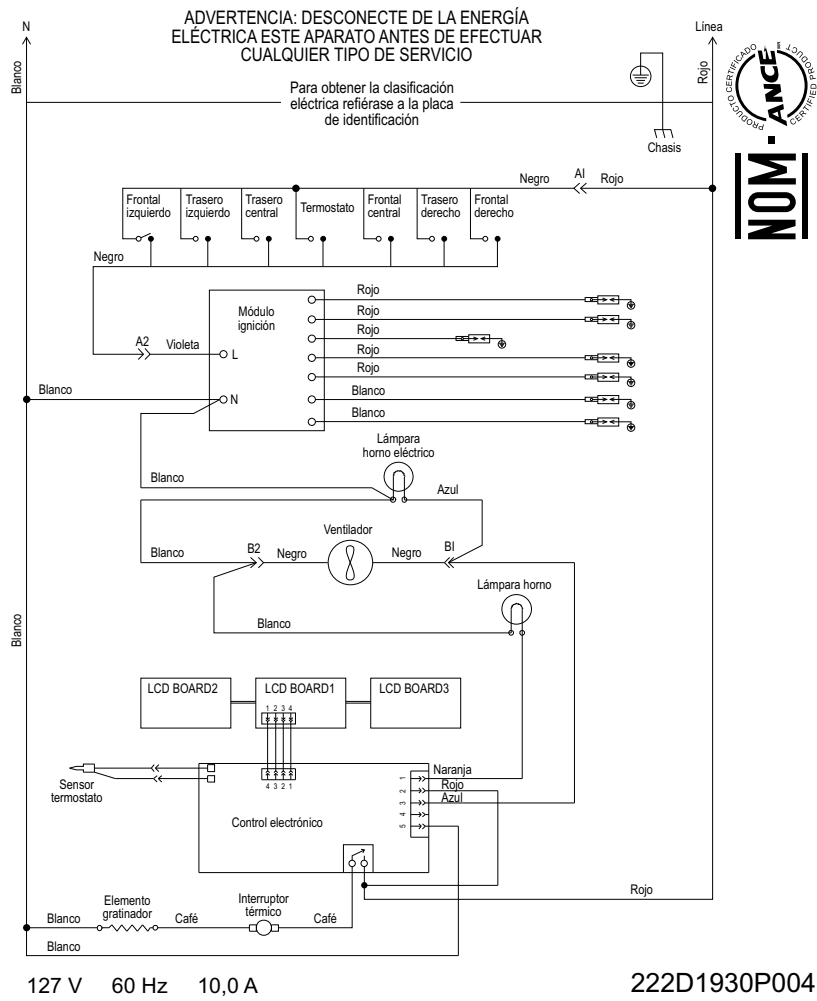 ADVERTENCIA: DESCONECTE DE LA ENERGÍA
ELÉCTRICA ESTE APARATO ANTES DE EFECTUAR
CUALQUIER TIPO DE SERVICIO
N
Línea
Blanco
Rojo
Para obtener la clasificación
eléctrica refiérase a la placa
de identificación
Chasis
PRODUCTO CERTIFICADO
ANCE
CERTIFIED PRODUCT
NOM
Negro
AI
Rojo
Frontal
izquierdo
Trasero
izquierdo
Trasero
central
Termostato
Frontal
central
Trasero
derecho
Frontal
derecho
Negro
Módulo
ignición
Rojo
Rojo
Rojo
Rojo
Rojo
Blanco
Blanco
A2
Violeta
L
Blanco
N
Lámpara
horno eléctrico
Blanco
Azul
Ventilador
Blanco
B2
Negro
Negro
BI
Lámpara horno
Blanco
Blanco
LCD BOARD2
LCD BOARD1
LCD BOARD3
1 2 3 4
4 3 2 1
Sensor
termostato
Control electrónico
1
2
3
4
5
Naranja
Rojo
Azul
Rojo
Elemento
gratinador
Interruptor
térmico
Blanco
Café
Café
Blanco
127 V 60 Hz 10,0 A
222D1930P004